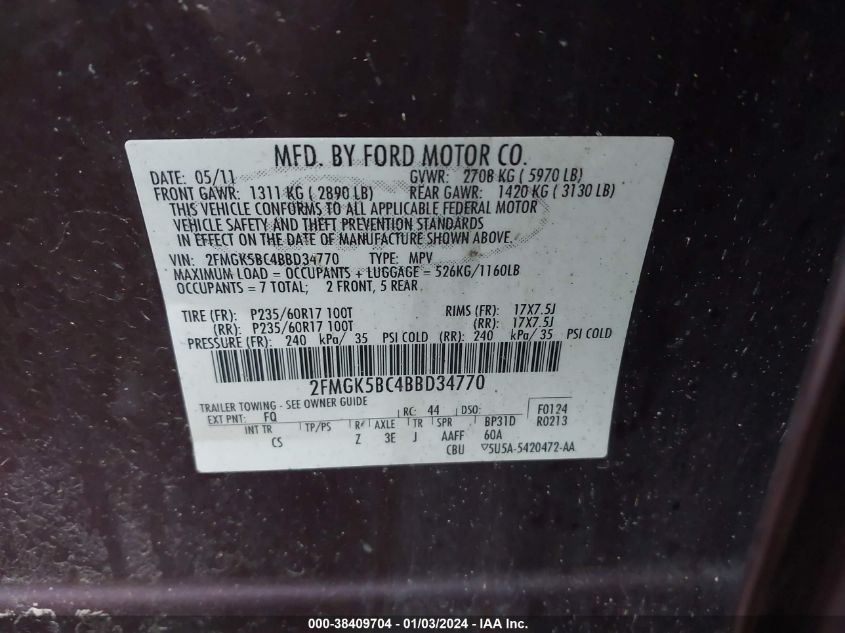 MFD. BY FORD MOTOR CO.
DATE: 05/11 GVWR: 2708 KG ( 5970 LB)
FRONT GAWR: 1311 KG ( 2890 LB) REAR GAWR: 1420 KG ( 3130 LB)
THIS VEHICLE CONFORMS TO ALL APPLICABLE FEDERAL MOTOR
VEHICLE SAFETY AND THEFT PREVENTION STANDARDS
IN EFFECT ON THE DATE OF MANUFACTURE SHOWN ABOVE.
VIN: 2FMGK5BC4BBD34770 TYPE: MPV
MAXIMUM LOAD = OCCUPANTS + LUGGAGE = 526KG/1160LB
OCCUPANTS = 7 TOTAL; 2 FRONT, 5 REAR
TIRE (FR): P235/60R17 100T RIMS (FR): 17X7.5J
(RR): P235/60R17 100T (RR): 17X7.5J
PRESSURE (FR): 240 kPa/ 35 PSI COLD (RR): 240 kPa/ 35 PSI COLD
2FMGK5BC4BBD34770
TRAILER TOWING - SEE OWNER GUIDE
EXT PNT: FQ RC: 44 DSO: F0124
INT TR TP/PS R AXLE TR SPR BP31D R0213
CS Z 3E J AAFF 60A
CBU ▽5U5A-5420472-AA
000-38409704 - 01/03/2024 - IAA Inc.